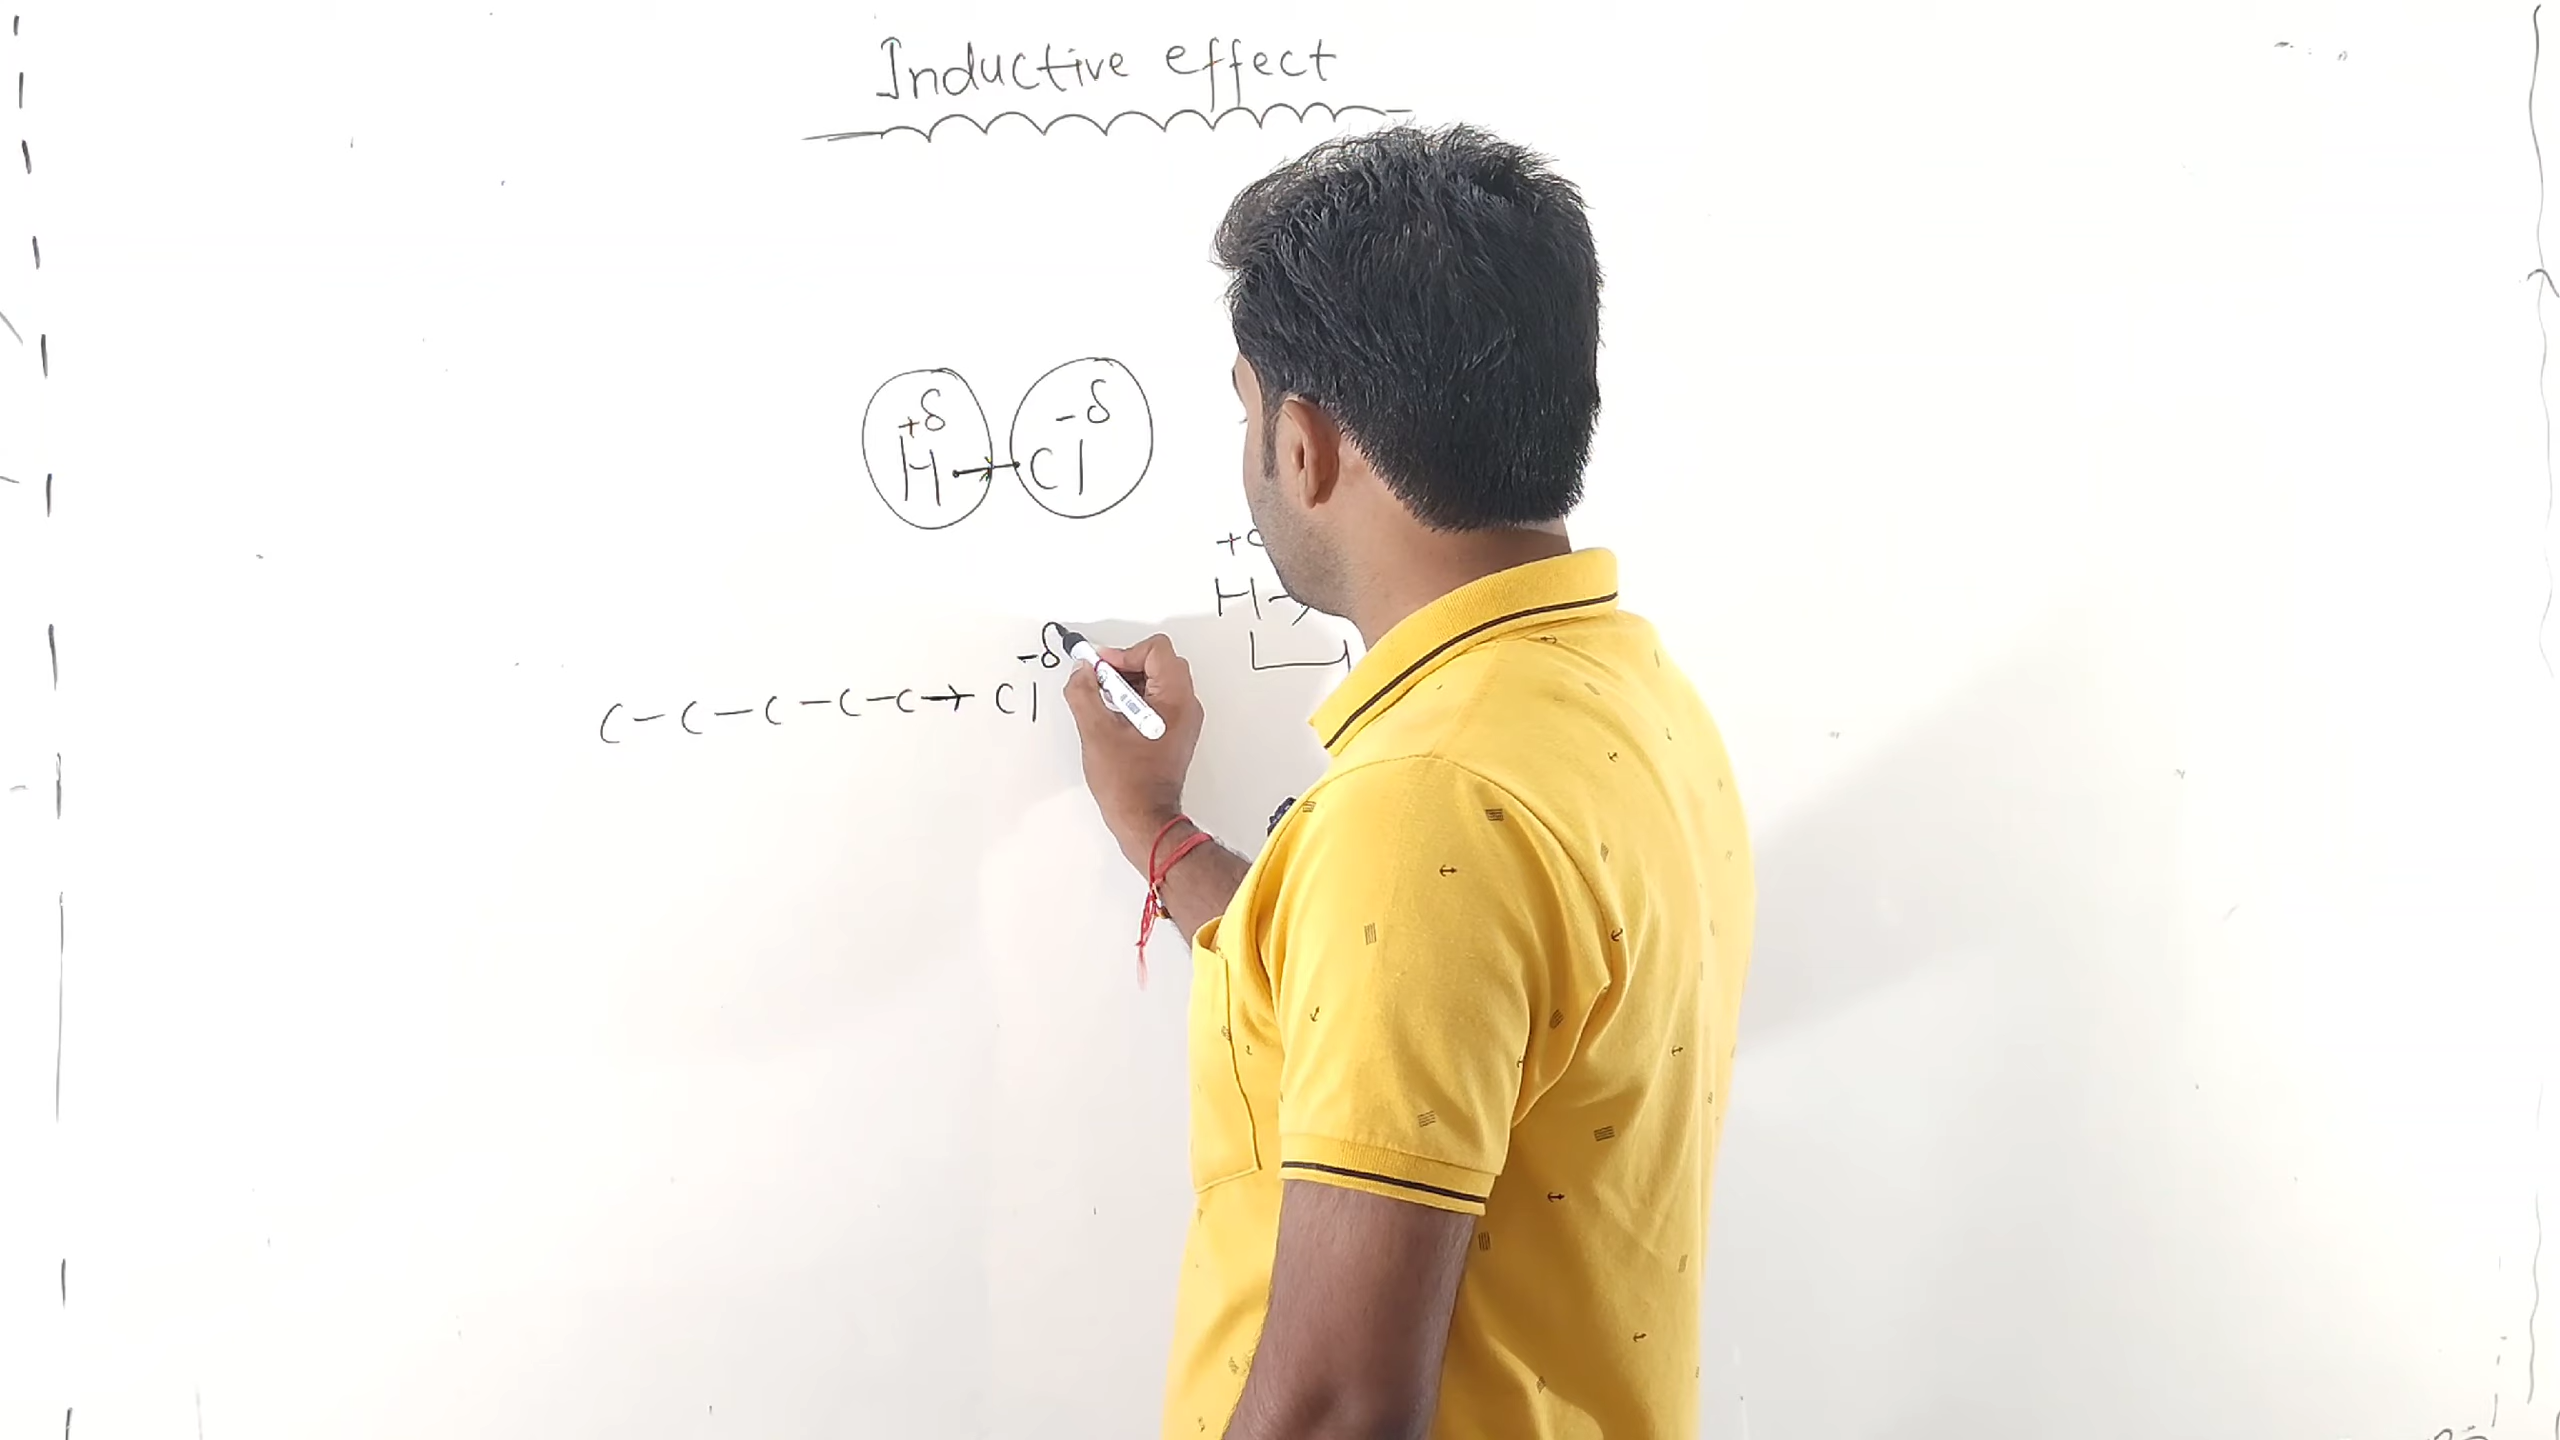 Inductive effect
+δ -δ
H → Cl
H →
-δ
C - C - C - C - C → Cl